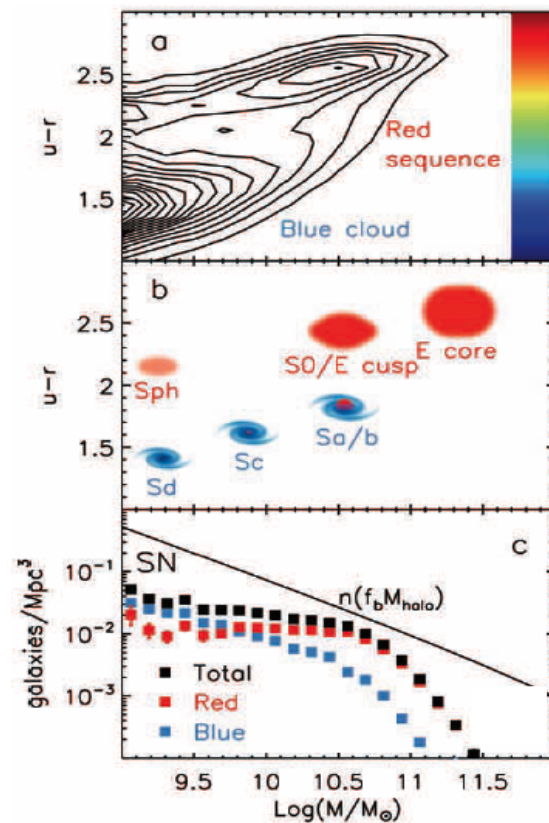 a
2.5
2
1.5
u-r
Red
sequence
Blue cloud
b
2.5
2
1.5
u-r
Sph
S0/E cusp
E core
Sd
Sc
Sa/b
SN
c
n(f_b M_halo)
10⁻¹
10⁻²
10⁻³
galaxies/Mpc³
Total
Red
Blue
9.5 10 10.5 11 11.5
Log(M/M⊙)